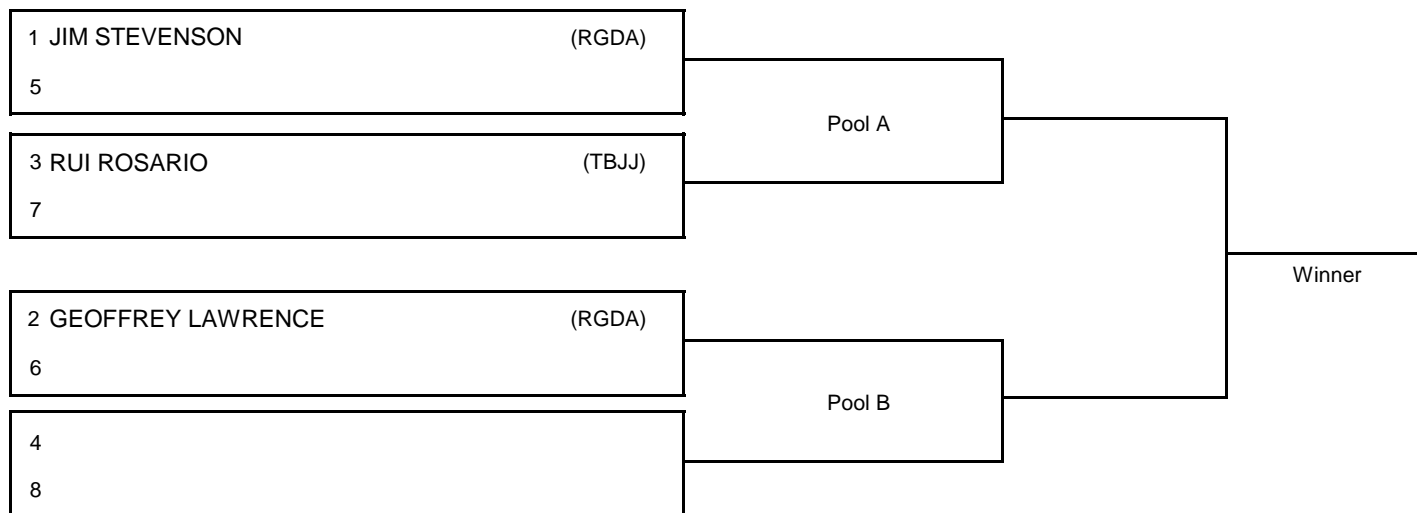 1 JIM STEVENSON (RGDA)
5
Pool A
3 RUI ROSARIO (TBJJ)
7
Winner
2 GEOFFREY LAWRENCE (RGDA)
6
Pool B
4
8